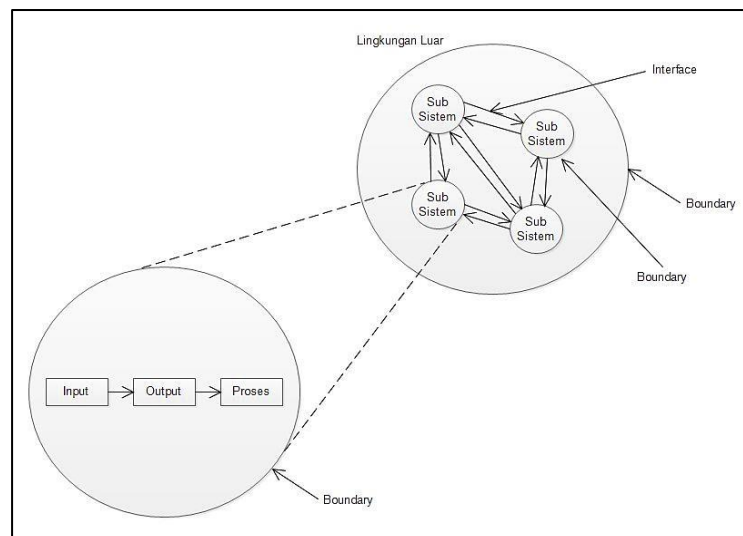 Lingkungan Luar
Interface
Sub
Sistem
Sub
Sistem
Sub
Sistem
Sub
Sistem
Boundary
Boundary
Input
Output
Proses
Boundary